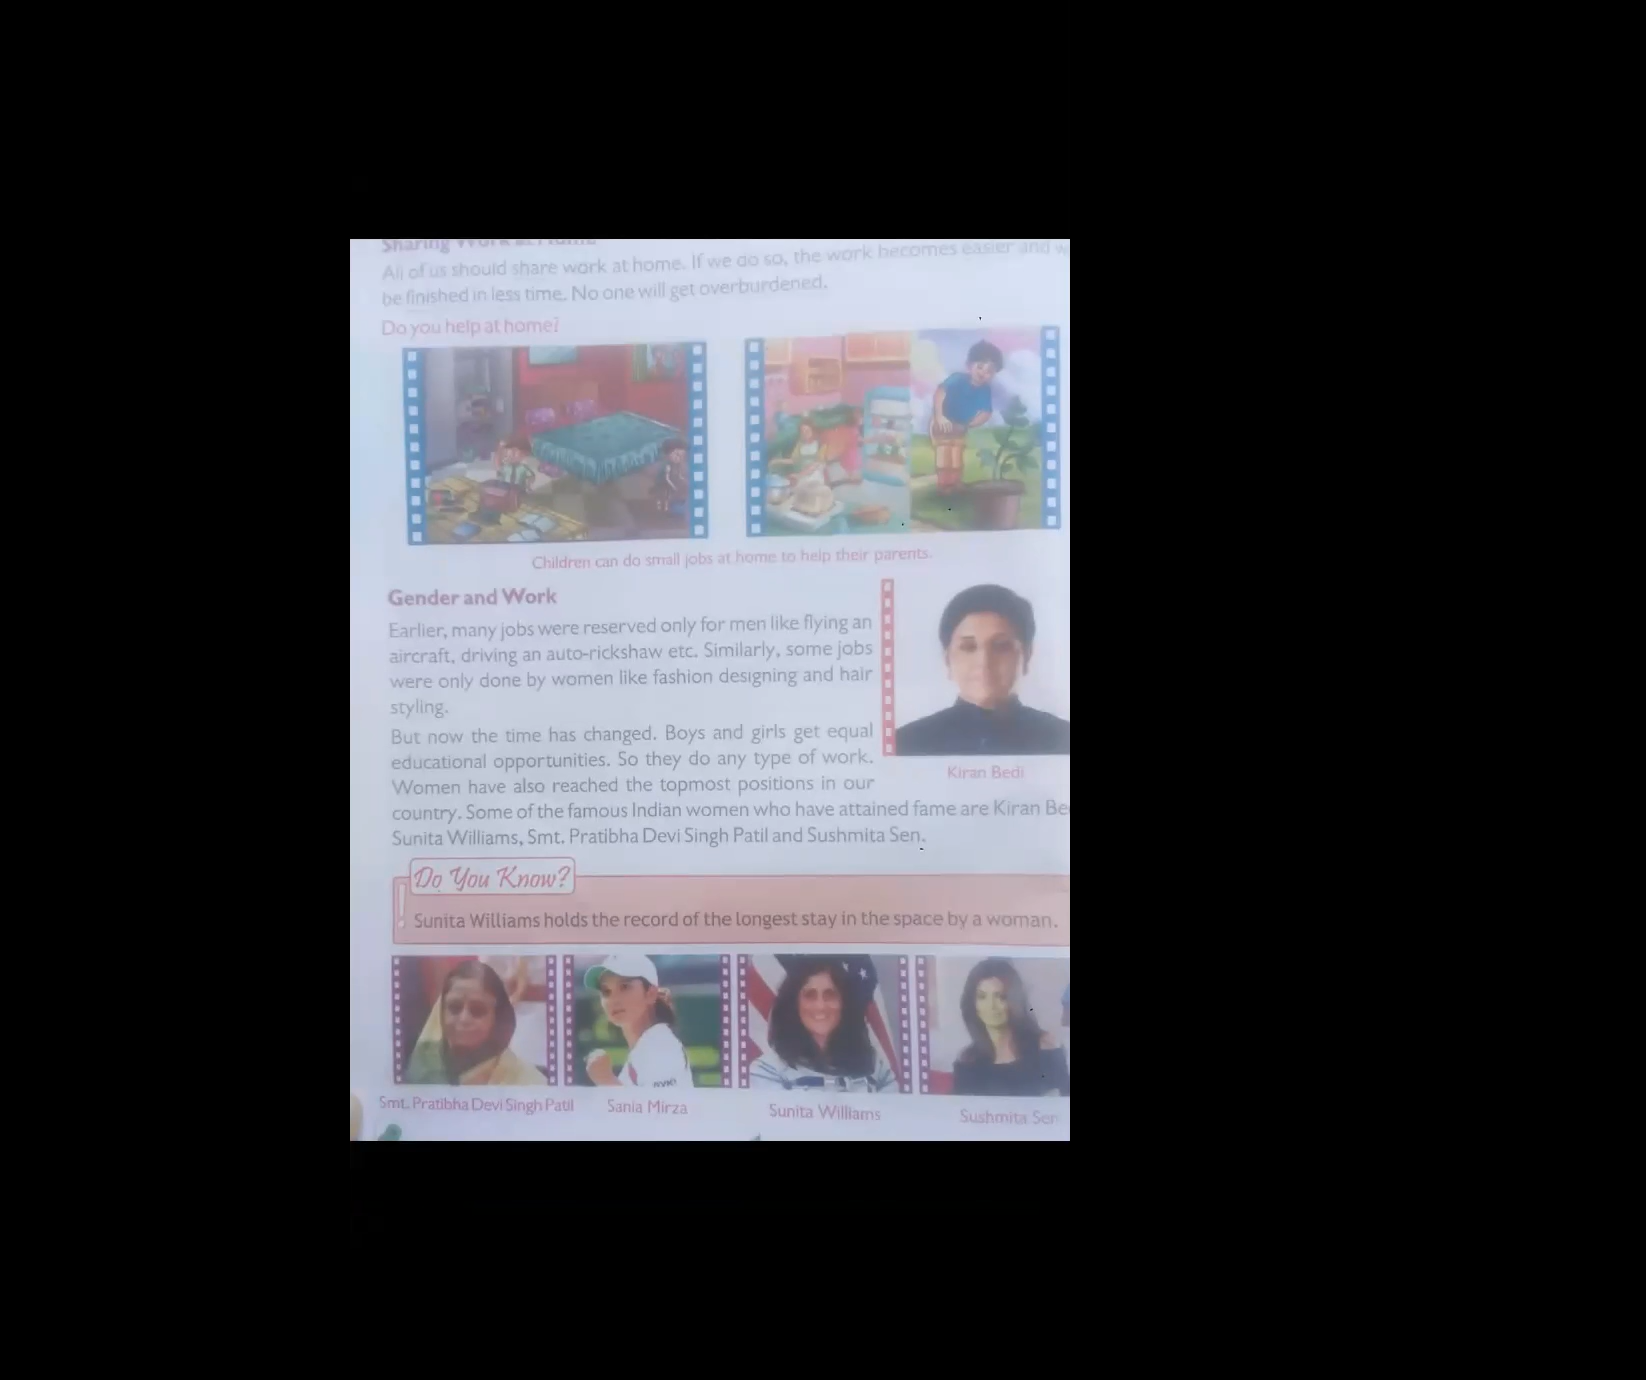 Sharing Work at Home
All of us should share work at home. If we do so, the work becomes easier and
be finished in less time. No one will get overburdened.
Do you help at home?
Children can do small jobs at home to help their parents.
Gender and Work
Earlier, many jobs were reserved only for men like flying an
aircraft, driving an auto-rickshaw etc. Similarly, some jobs
were only done by women like fashion designing and hair
styling.
But now the time has changed. Boys and girls get equal
educational opportunities. So they do any type of work.
Women have also reached the topmost positions in our
country. Some of the famous Indian women who have attained fame are Kiran Be
Sunita Williams, Smt. Pratibha Devi Singh Patil and Sushmita Sen.
Kiran Bedi
Do You Know?
! Sunita Williams holds the record of the longest stay in the space by a woman.
Smt. Pratibha Devi Singh Patil
Sania Mirza
Sunita Williams
Sushmita Sen